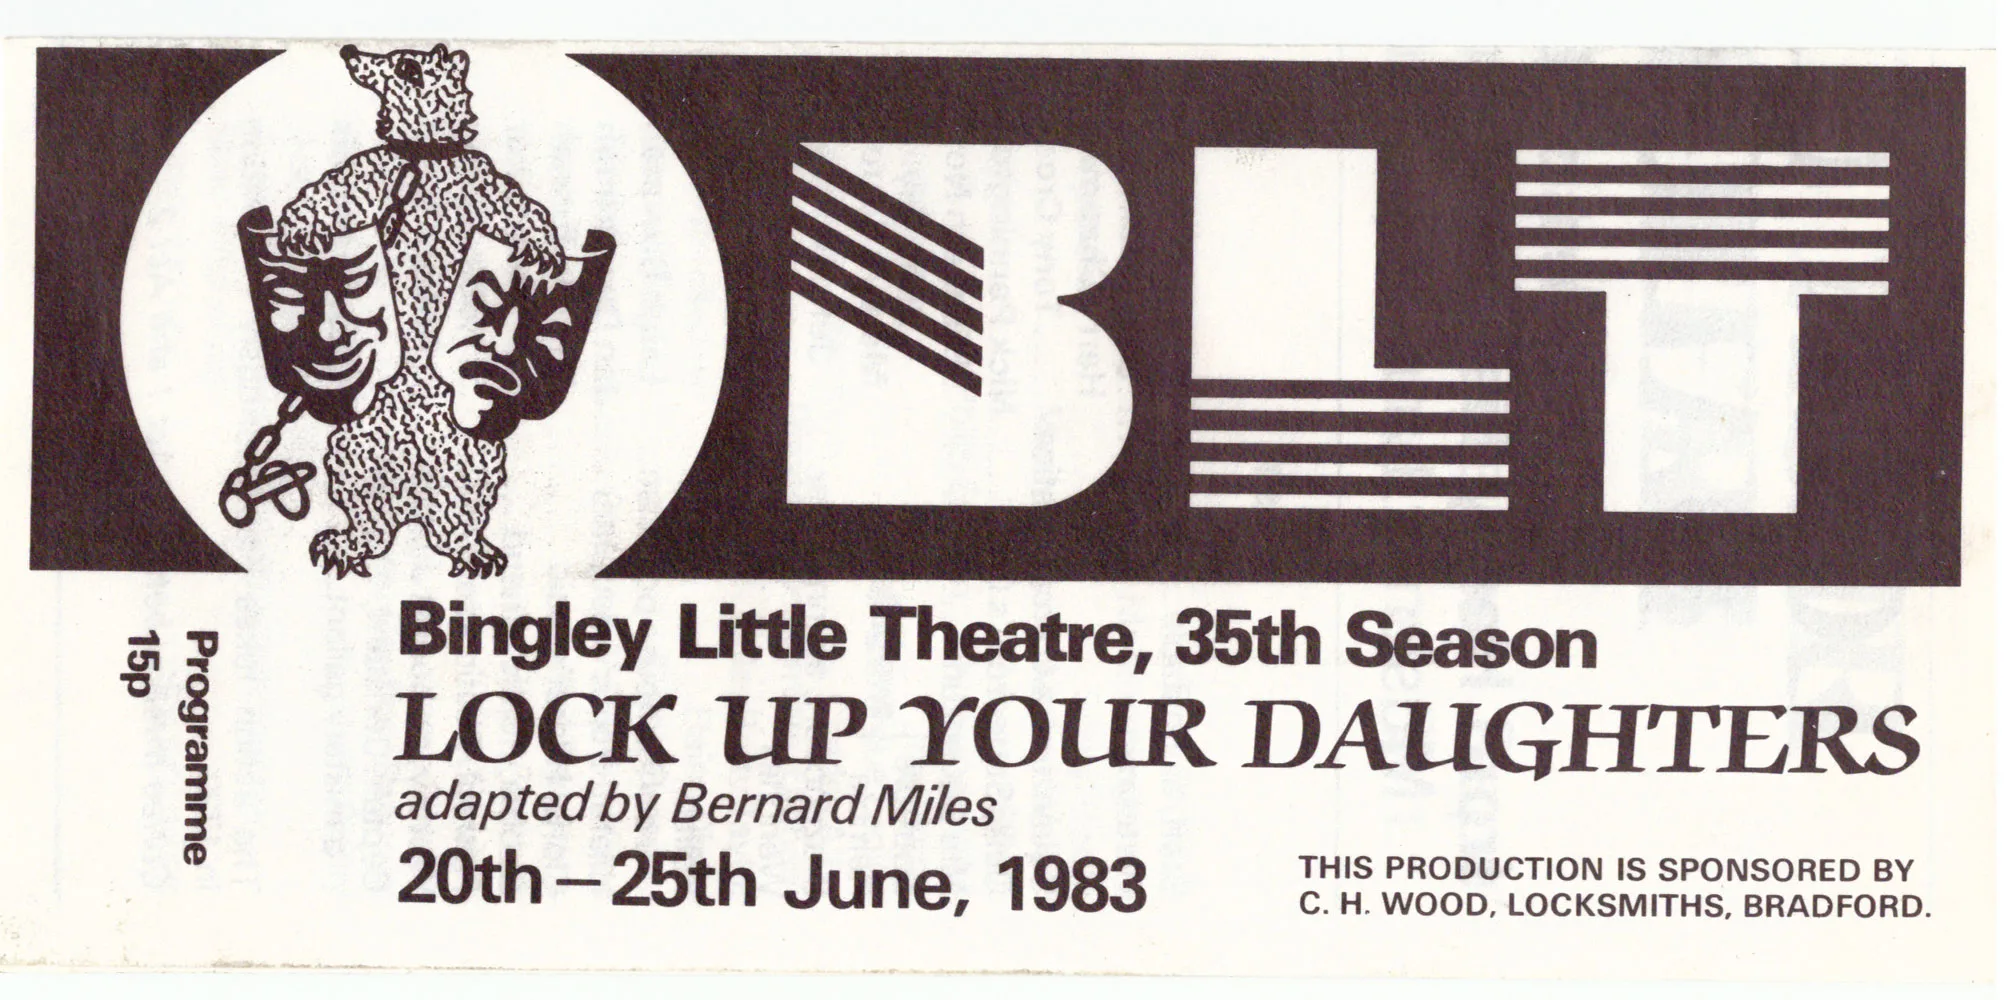 BLT
Bingley Little Theatre, 35th Season
LOCK UP YOUR DAUGHTERS
adapted by Bernard Miles
20th – 25th June, 1983
THIS PRODUCTION IS SPONSORED BY
C. H. WOOD, LOCKSMITHS, BRADFORD.
Programme
15p